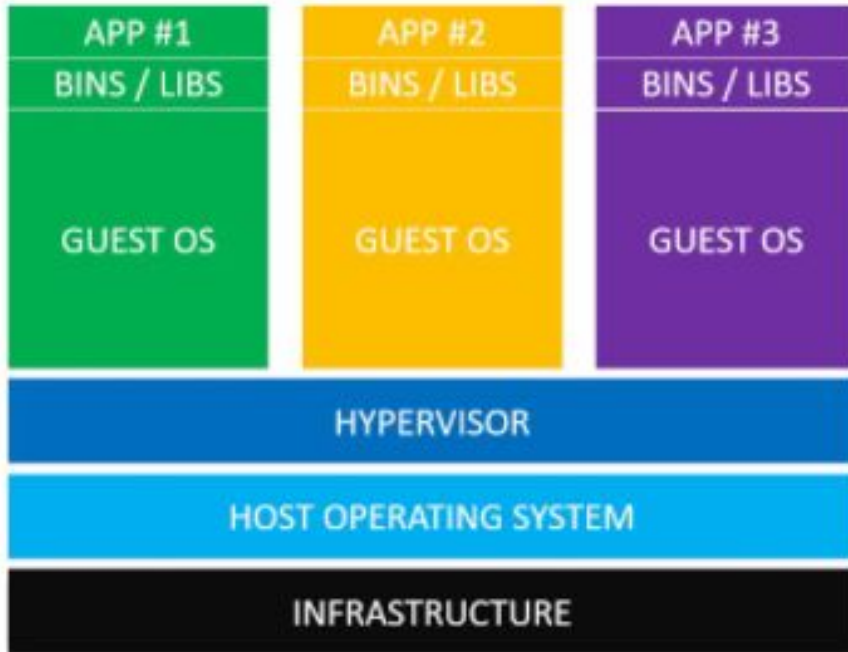 APP #1
BINS / LIBS
GUEST OS
APP #2
BINS / LIBS
GUEST OS
APP #3
BINS / LIBS
GUEST OS
HYPERVISOR
HOST OPERATING SYSTEM
INFRASTRUCTURE